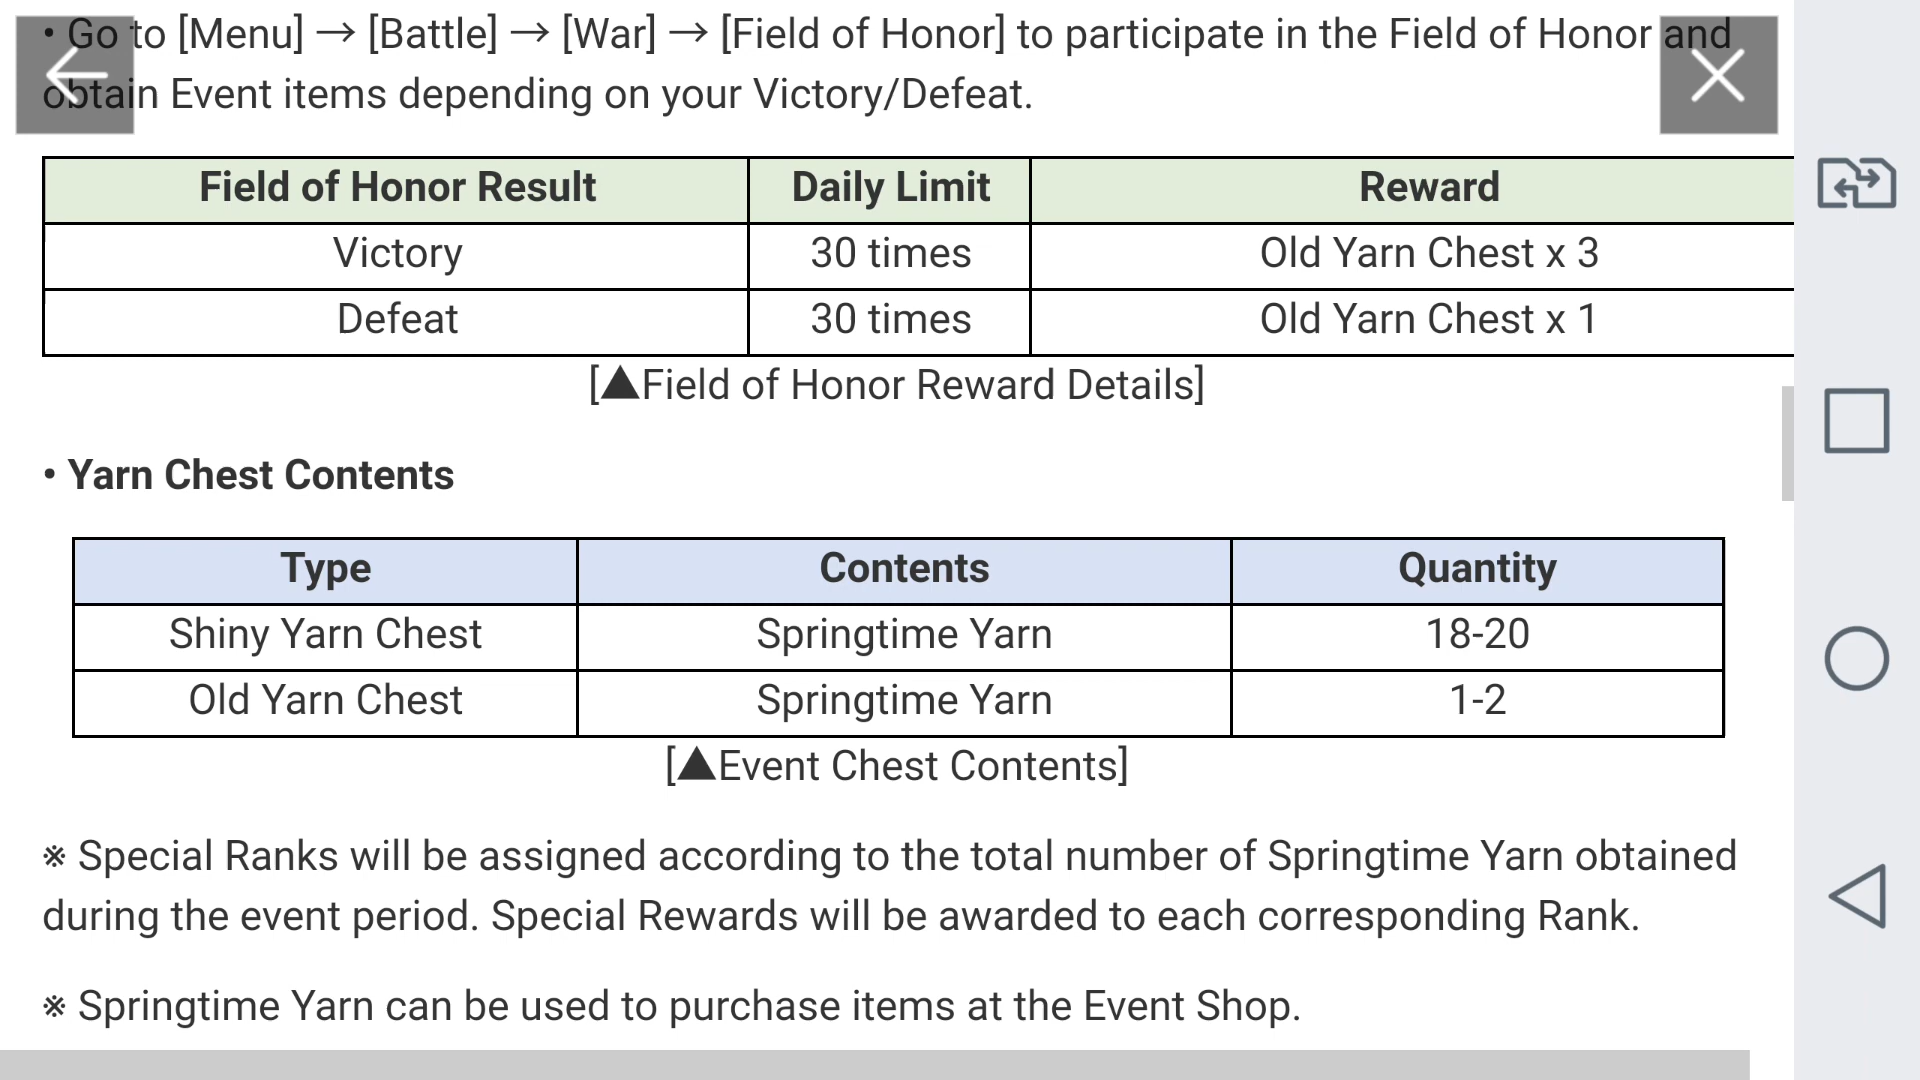 • Go to [Menu] → [Battle] → [War] → [Field of Honor] to participate in the Field of Honor and
obtain Event items depending on your Victory/Defeat.
Field of Honor Result Daily Limit Reward
Victory 30 times Old Yarn Chest x 3
Defeat 30 times Old Yarn Chest x 1
[▲Field of Honor Reward Details]
• Yarn Chest Contents
Type Contents Quantity
Shiny Yarn Chest Springtime Yarn 18-20
Old Yarn Chest Springtime Yarn 1-2
[▲Event Chest Contents]
※ Special Ranks will be assigned according to the total number of Springtime Yarn obtained
during the event period. Special Rewards will be awarded to each corresponding Rank.
※ Springtime Yarn can be used to purchase items at the Event Shop.